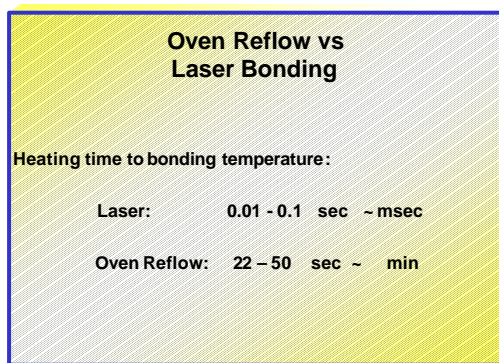 Oven Reflow vs
Laser Bonding
Heating time to bonding temperature:
Laser: 0.01 - 0.1 sec ~ msec
Oven Reflow: 22 – 50 sec ~ min